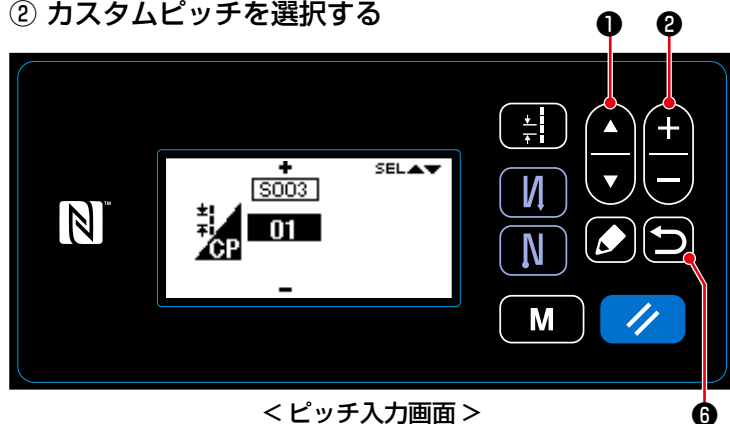 ② カスタムピッチを選択する
❶ ❷
+ SEL▲▼
S003
01
CP
−
N™
M
＜ピッチ入力画面＞
❻